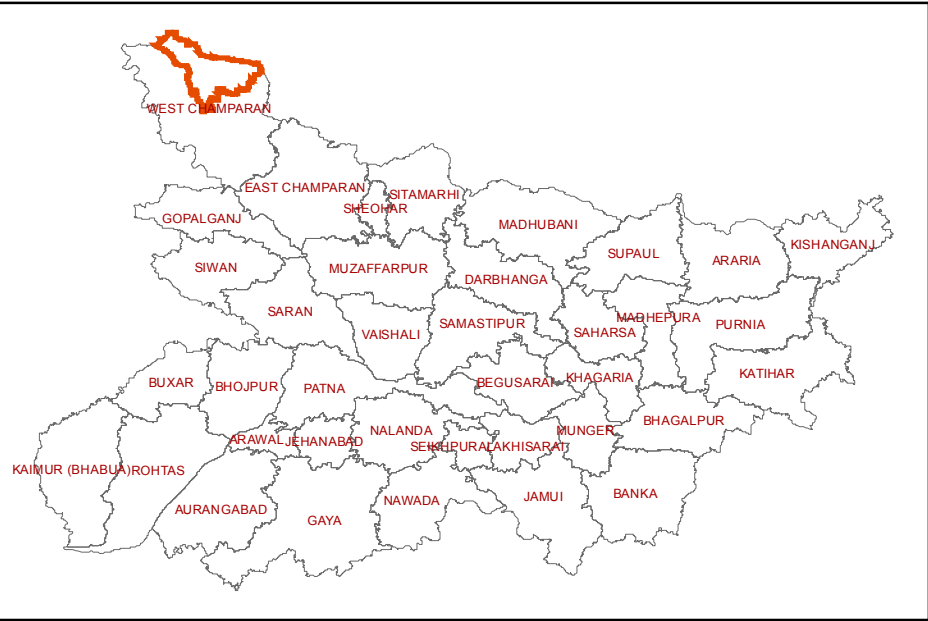 WEST CHAMPARAN
EAST CHAMPARAN
SITAMARHI
SHEOHAR
GOPALGANJ
MADHUBANI
KISHANGANJ
SUPAUL
ARARIA
SIWAN
MUZAFFARPUR
DARBHANGA
SARAN
MADHEPURA
SAMASTIPUR
PURNIA
VAISHALI
SAHARSA
KATIHAR
BUXAR
BHOJPUR
PATNA
BEGUSARAI
KHAGARIA
BHAGALPUR
NALANDA
MUNGER
ARAWAL
JEHANABAD
SEIKHPURA
LAKHISARAI
KAIMUR (BHABUA)
ROHTAS
JAMUI
BANKA
NAWADA
AURANGABAD
GAYA